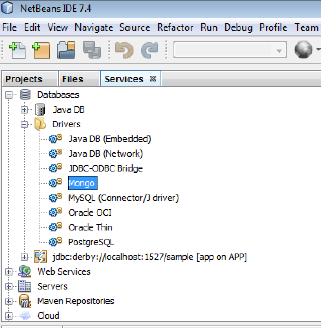 NetBeans IDE 7.4
File Edit View Navigate Source Refactor Run Debug Profile Team
Projects Files Services
Databases
Java DB
Drivers
Java DB (Embedded)
Java DB (Network)
JDBC-ODBC Bridge
Mongo
MySQL (Connector/J driver)
Oracle OCI
Oracle Thin
PostgreSQL
jdbc:derby://localhost:1527/sample [app on APP]
Web Services
Servers
Maven Repositories
Cloud